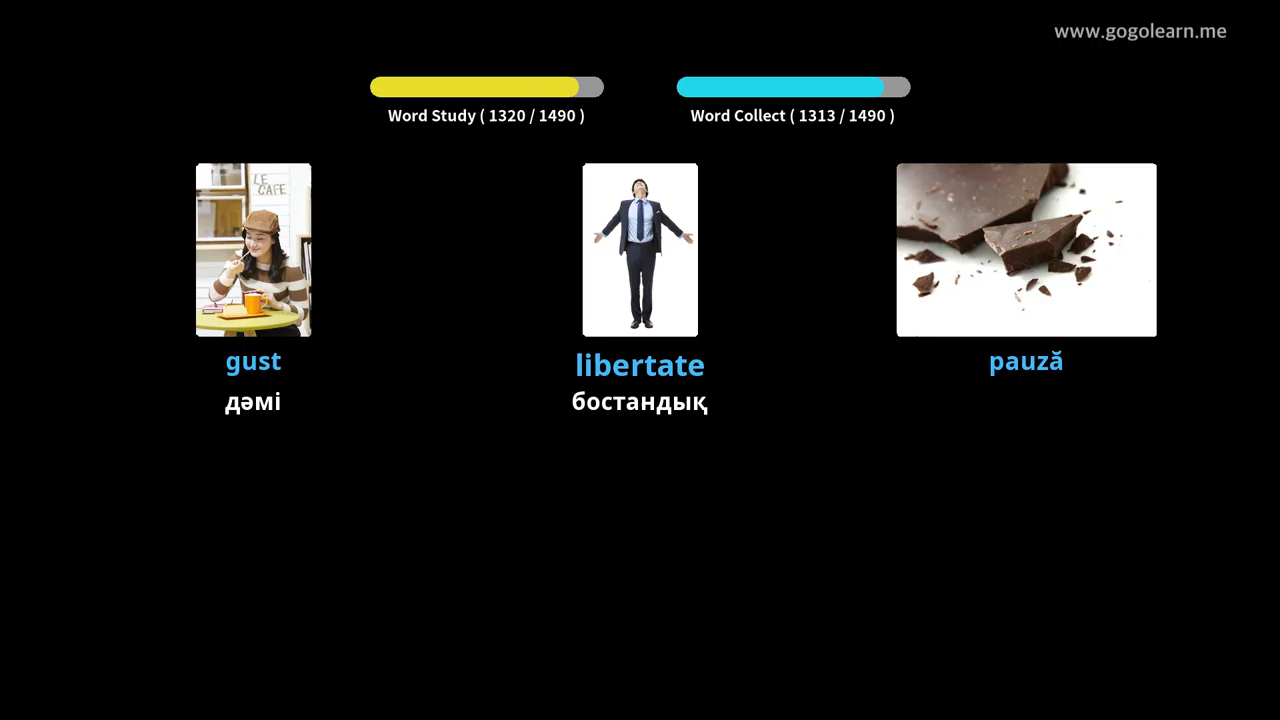 www.gogolearn.me
Word Study ( 1320 / 1490 )
Word Collect ( 1313 / 1490 )
LE CAFE
gust
libertate
pauză
дәмі
бостандық